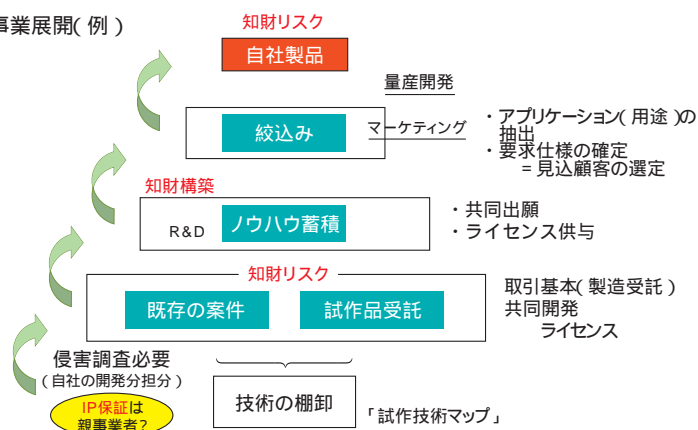 事業展開(例)
知財リスク
自社製品
量産開発
絞込み
マーケティング
・アプリケーション(用途)の
抽出
・要求仕様の確定
=見込顧客の選定
知財構築
R&D
ノウハウ蓄積
・共同出願
・ライセンス供与
知財リスク
既存の案件
試作品受託
取引基本(製造受託)
共同開発
ライセンス
侵害調査必要
(自社の開発分担分)
IP保証は
親事業者?
技術の棚卸
「試作技術マップ」